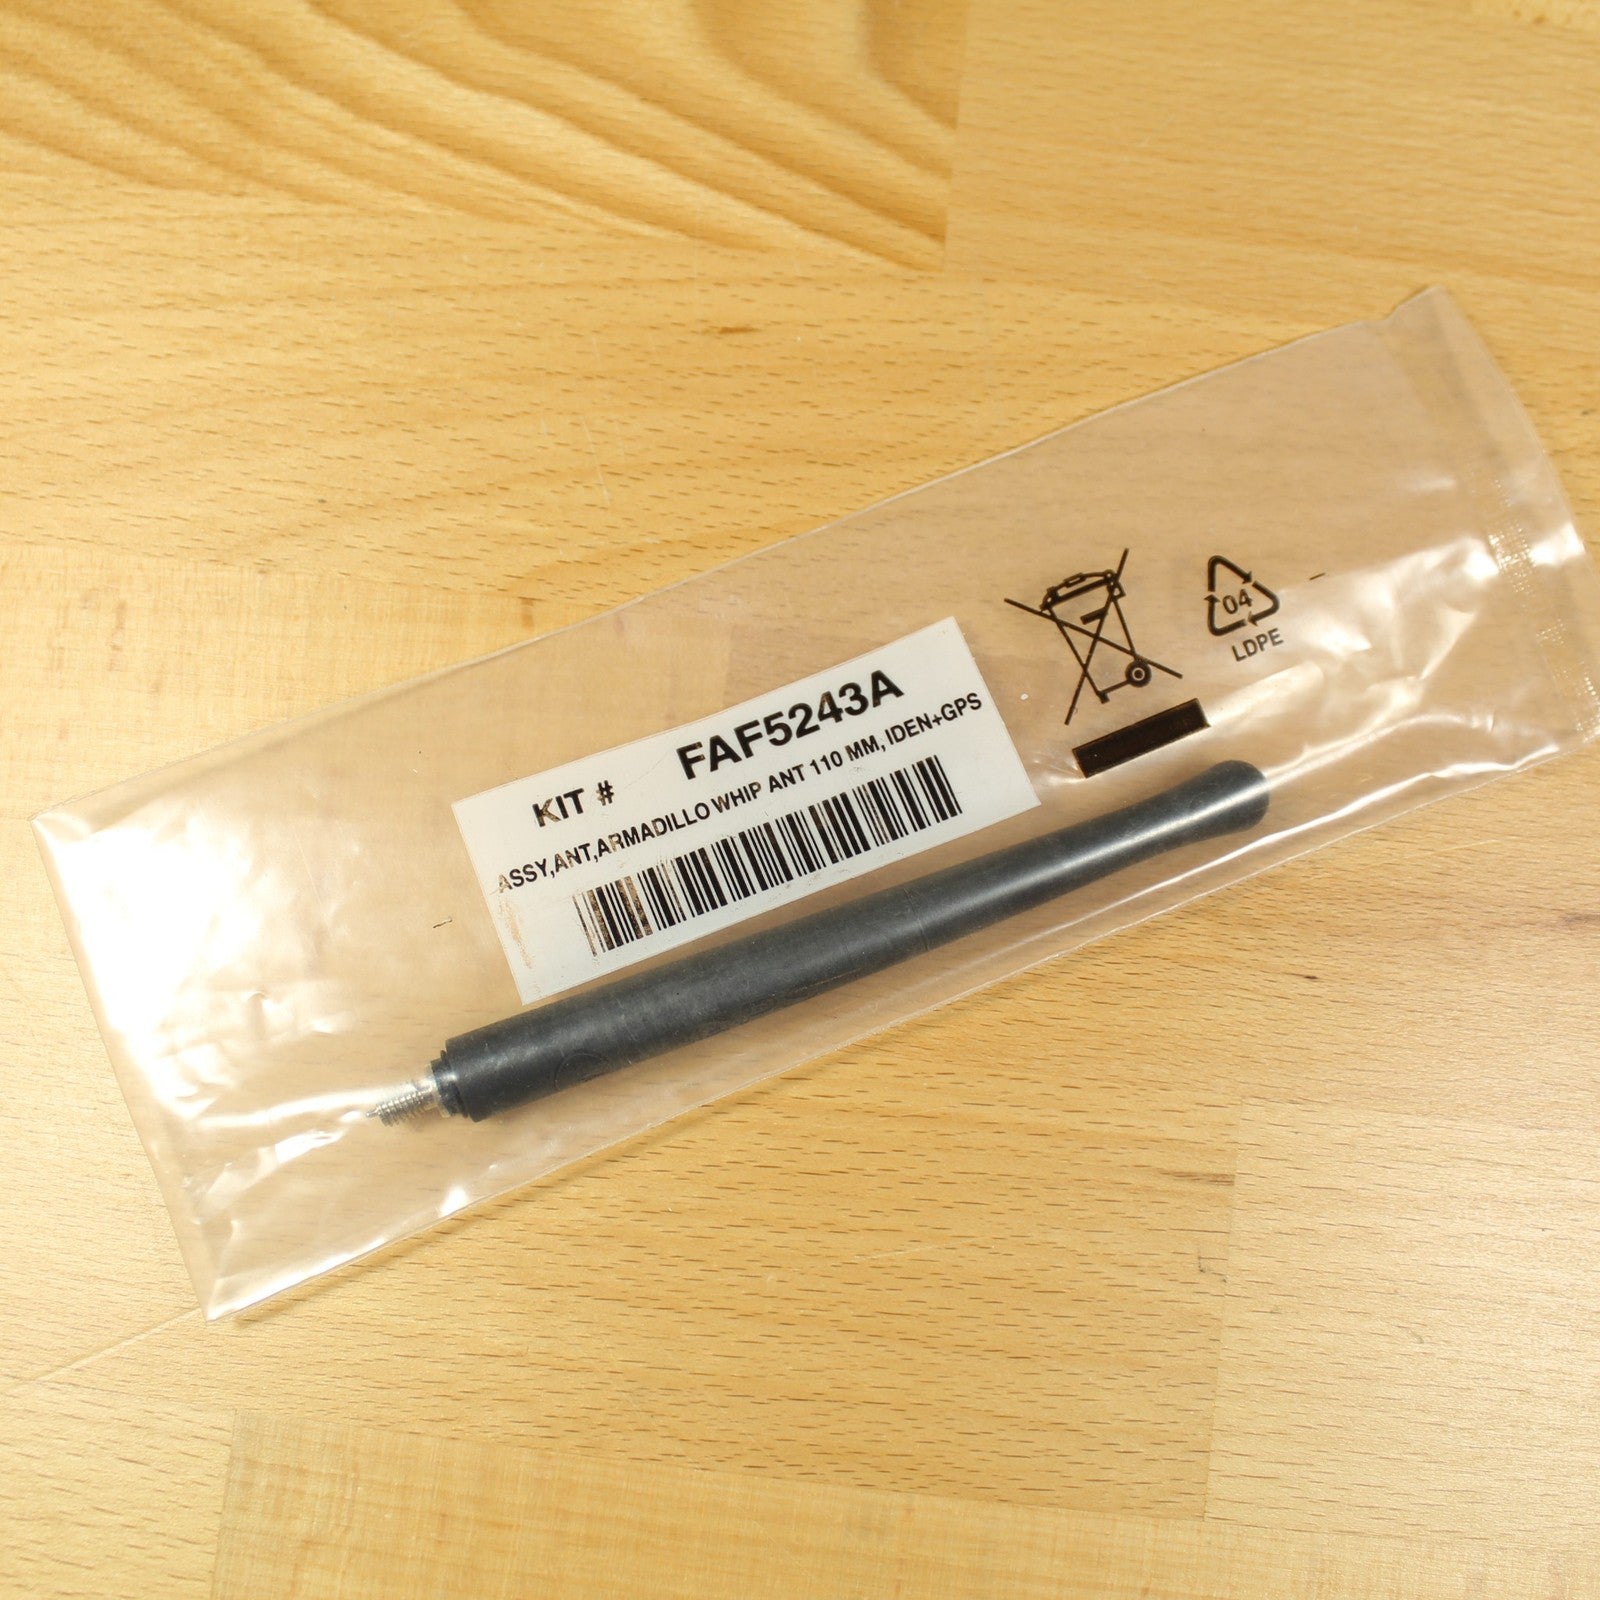 KIT # FAF5243A
ASSY,ANT,ARMADILLO WHIP ANT 110 MM, IDEN+GPS
04
LDPE